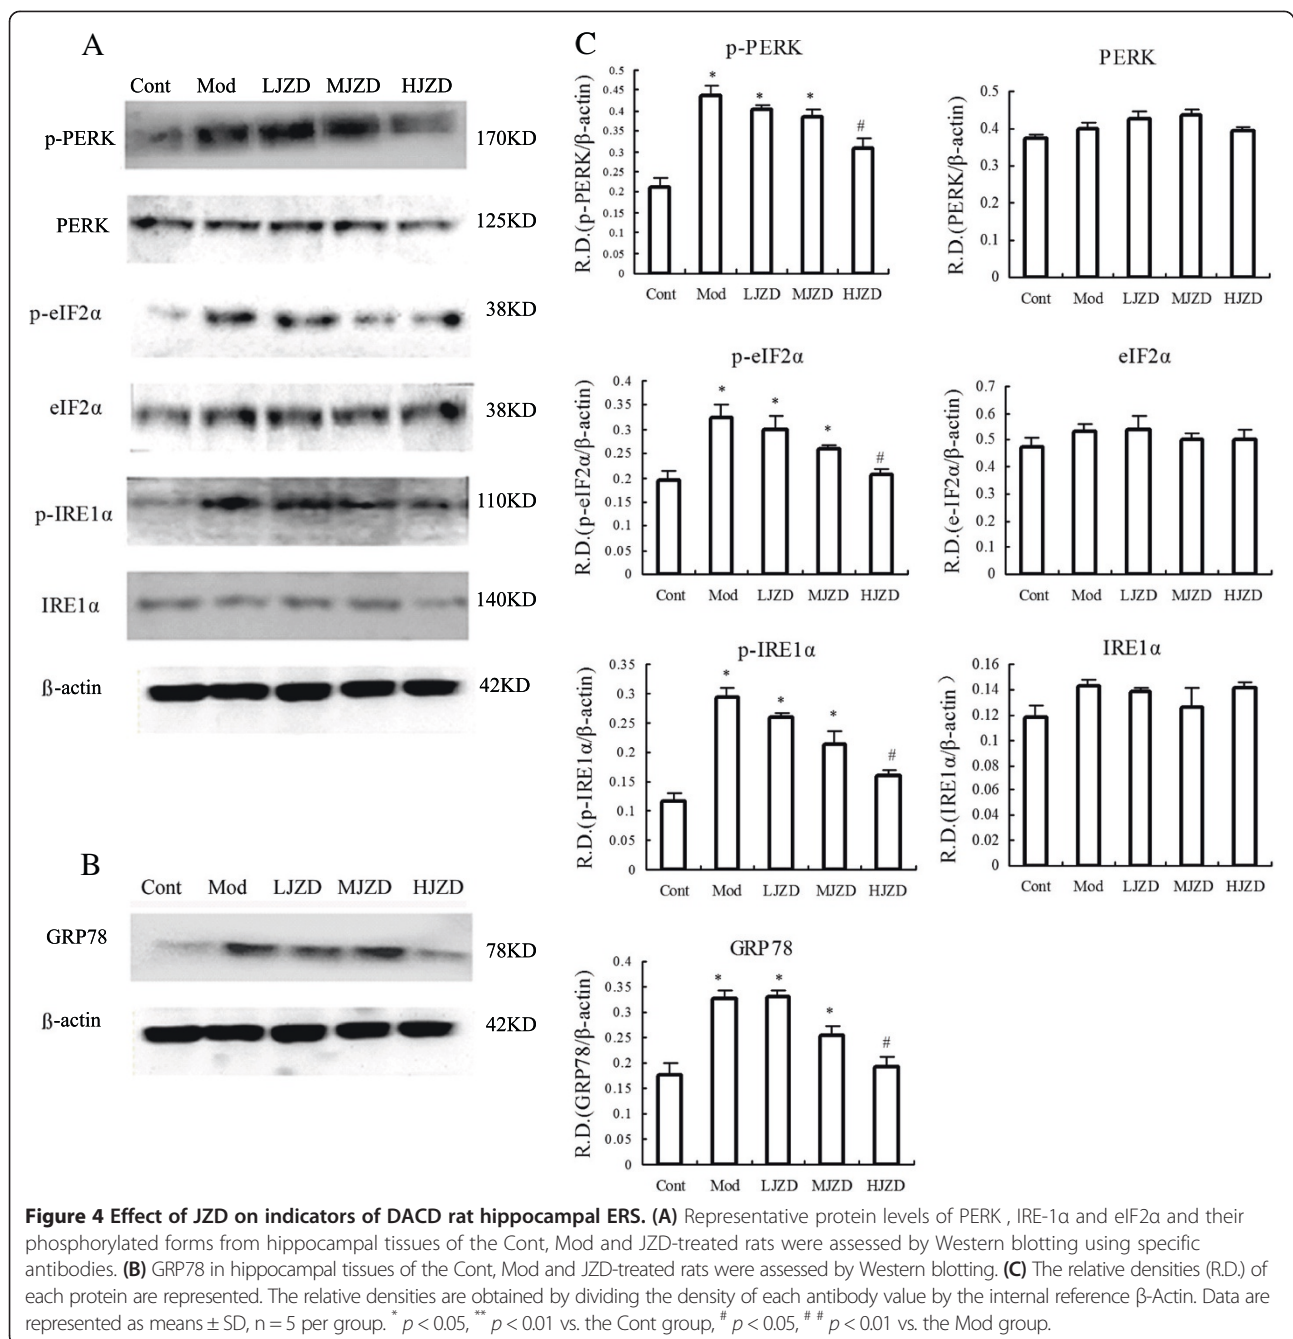 A
Cont Mod LJZD MJZD HJZD
p-PERK 170KD
PERK 125KD
p-eIF2α 38KD
eIF2α 38KD
p-IRE1α 110KD
IRE1α 140KD
ß-actin 42KD
B
Cont Mod LJZD MJZD HJZD
GRP78 78KD
ß-actin 42KD
C
p-PERK
R.D.(p-PERK/β-actin)
0.5
0.45
0.4
0.35
0.3
0.25
0.2
0.15
0.1
0.05
0
* * * #
Cont Mod LJZD MJZD HJZD
PERK
R.D.(PERK/β-actin)
0.5
0.4
0.3
0.2
0.1
0
Cont Mod LJZD MJZD HJZD
p-eIF2α
R.D.(p-eIF2α/β-actin)
0.4
0.35
0.3
0.25
0.2
0.15
0.1
0.05
0
* * * #
Cont Mod LJZD MJZD HJZD
eIF2α
R.D.(e-IF2α/β-actin)
0.7
0.6
0.5
0.4
0.3
0.2
0.1
0
Cont Mod LJZD MJZD HJZD
p-IRE1α
R.D.(p-IRE1α/β-actin)
0.35
0.3
0.25
0.2
0.15
0.1
0.05
0
* * * #
Cont Mod LJZD MJZD HJZD
IRE1α
R.D.(IRE1α/β-actin )
0.16
0.14
0.12
0.1
0.08
0.06
0.04
0.02
0
Cont Mod LJZD MJZD HJZD
GRP78
R.D.(GRP78/β-actin)
0.4
0.35
0.3
0.25
0.2
0.15
0.1
0.05
0
* * * #
Cont Mod LJZD MJZD HJZD
Figure 4 Effect of JZD on indicators of DACD rat hippocampal ERS. (A) Representative protein levels of PERK , IRE-1α and eIF2α and their
phosphorylated forms from hippocampal tissues of the Cont, Mod and JZD-treated rats were assessed by Western blotting using specific
antibodies. (B) GRP78 in hippocampal tissues of the Cont, Mod and JZD-treated rats were assessed by Western blotting. (C) The relative densities (R.D.) of
each protein are represented. The relative densities are obtained by dividing the density of each antibody value by the internal reference β-Actin. Data are
represented as means ± SD, n = 5 per group. * p < 0.05, ** p < 0.01 vs. the Cont group, # p < 0.05, # # p < 0.01 vs. the Mod group.